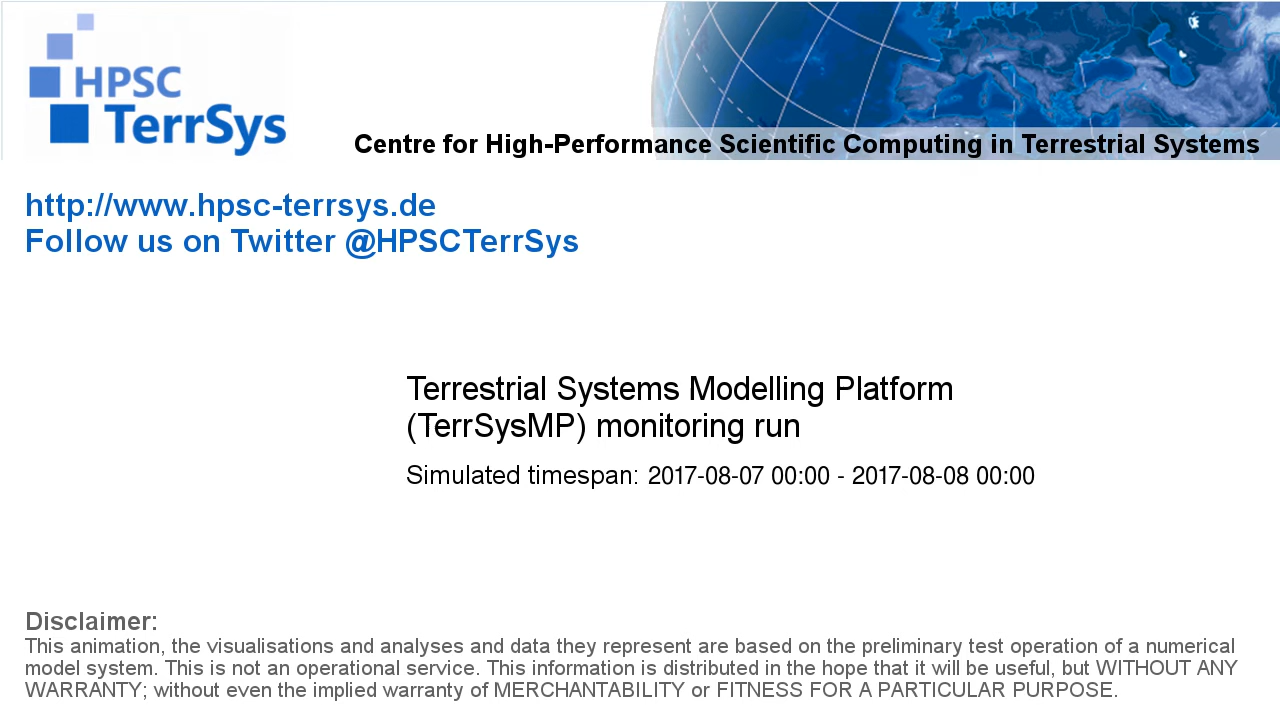 HPSC
TerrSys
Centre for High-Performance Scientific Computing in Terrestrial Systems
http://www.hpsc-terrsys.de
Follow us on Twitter @HPSCTerrSys
Terrestrial Systems Modelling Platform
(TerrSysMP) monitoring run
Simulated timespan: 2017-08-07 00:00 - 2017-08-08 00:00
Disclaimer:
This animation, the visualisations and analyses and data they represent are based on the preliminary test operation of a numerical
model system. This is not an operational service. This information is distributed in the hope that it will be useful, but WITHOUT ANY
WARRANTY; without even the implied warranty of MERCHANTABILITY or FITNESS FOR A PARTICULAR PURPOSE.